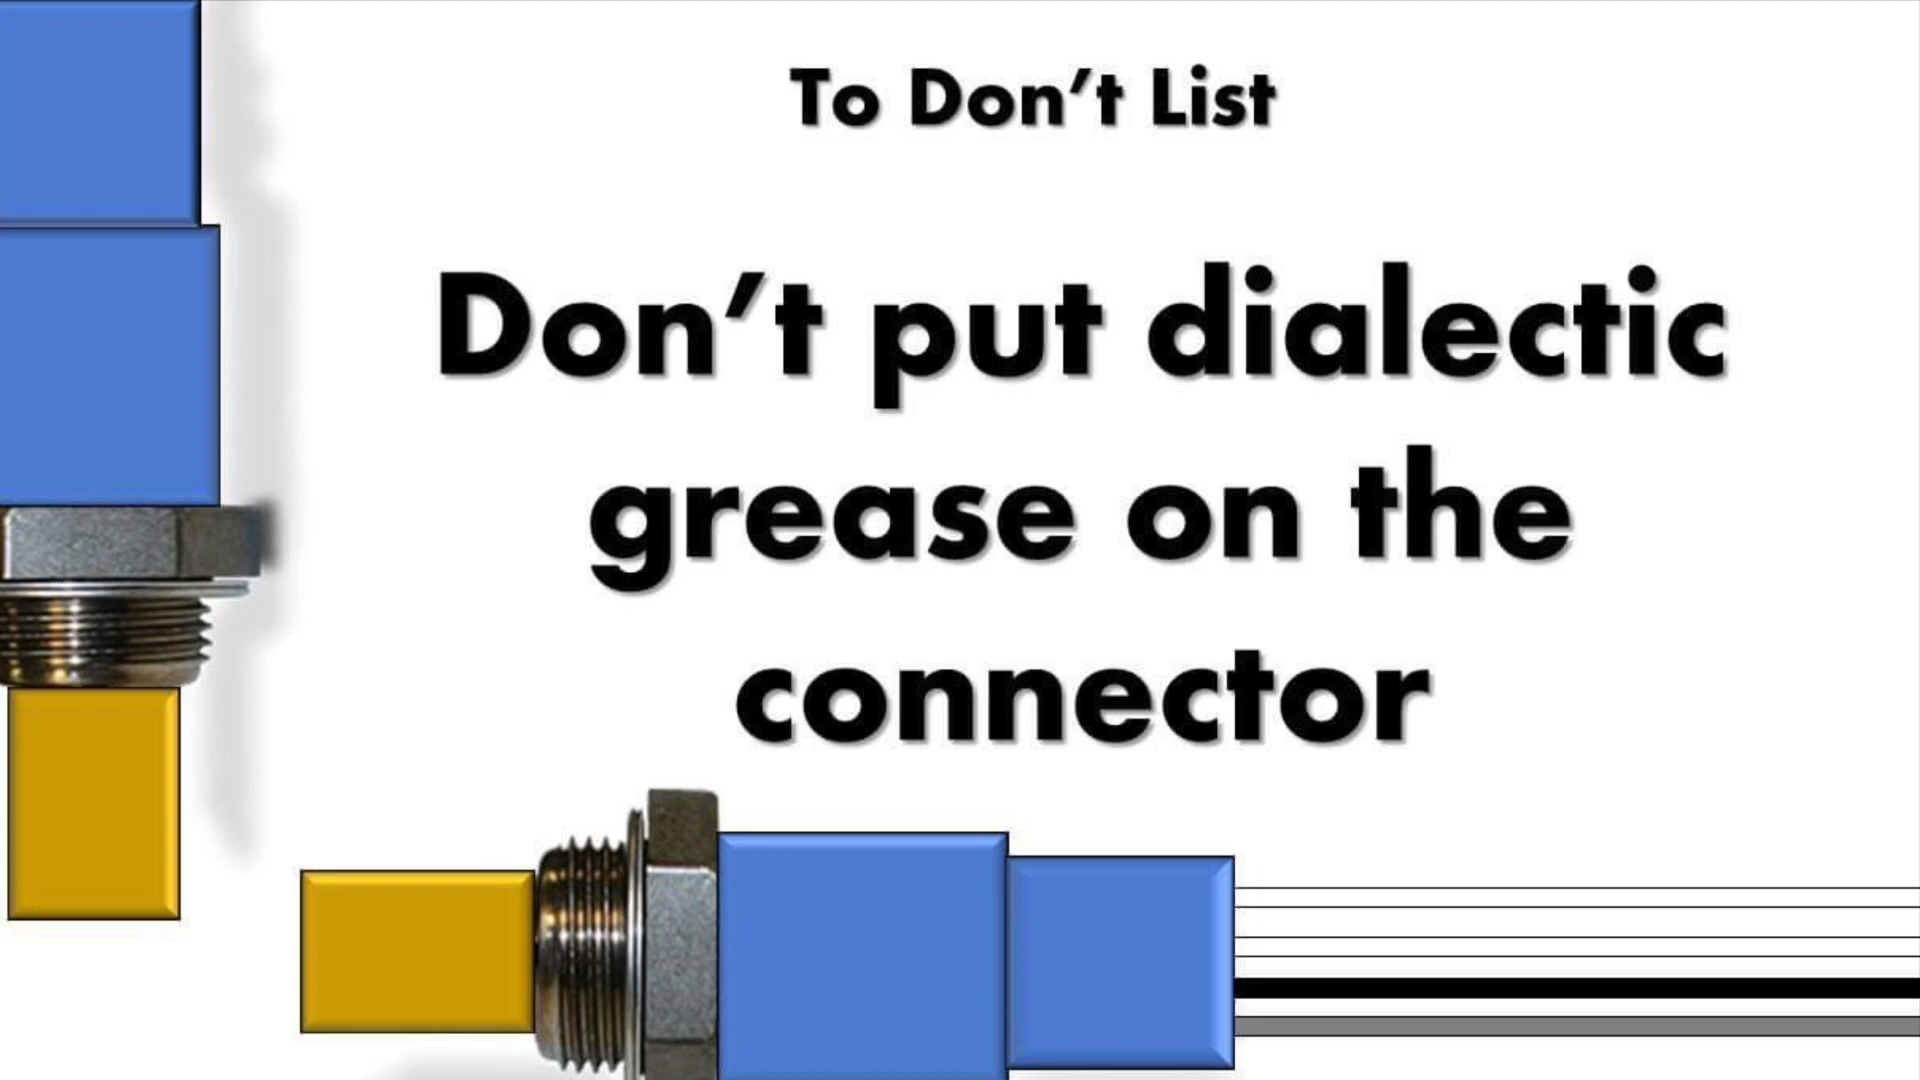 To Don’t List
Don’t put dialectic
grease on the
connector